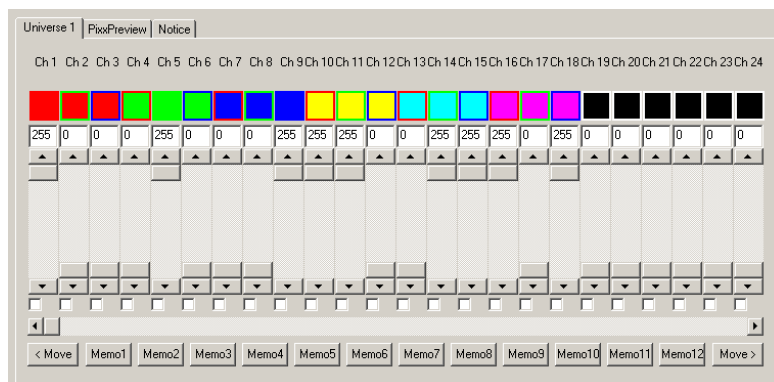 Universe 1 PixxPreview Notice
Ch 1 Ch 2 Ch 3 Ch 4 Ch 5 Ch 6 Ch 7 Ch 8 Ch 9 Ch 10 Ch 11 Ch 12 Ch 13 Ch 14 Ch 15 Ch 16 Ch 17 Ch 18 Ch 19 Ch 20 Ch 21 Ch 22 Ch 23 Ch 24
255 0 0 0 255 0 0 0 255 255 255 0 0 255 255 255 0 255 0 0 0 0 0 0
< Move Memo1 Memo2 Memo3 Memo4 Memo5 Memo6 Memo7 Memo8 Memo9 Memo10 Memo11 Memo12 Move >